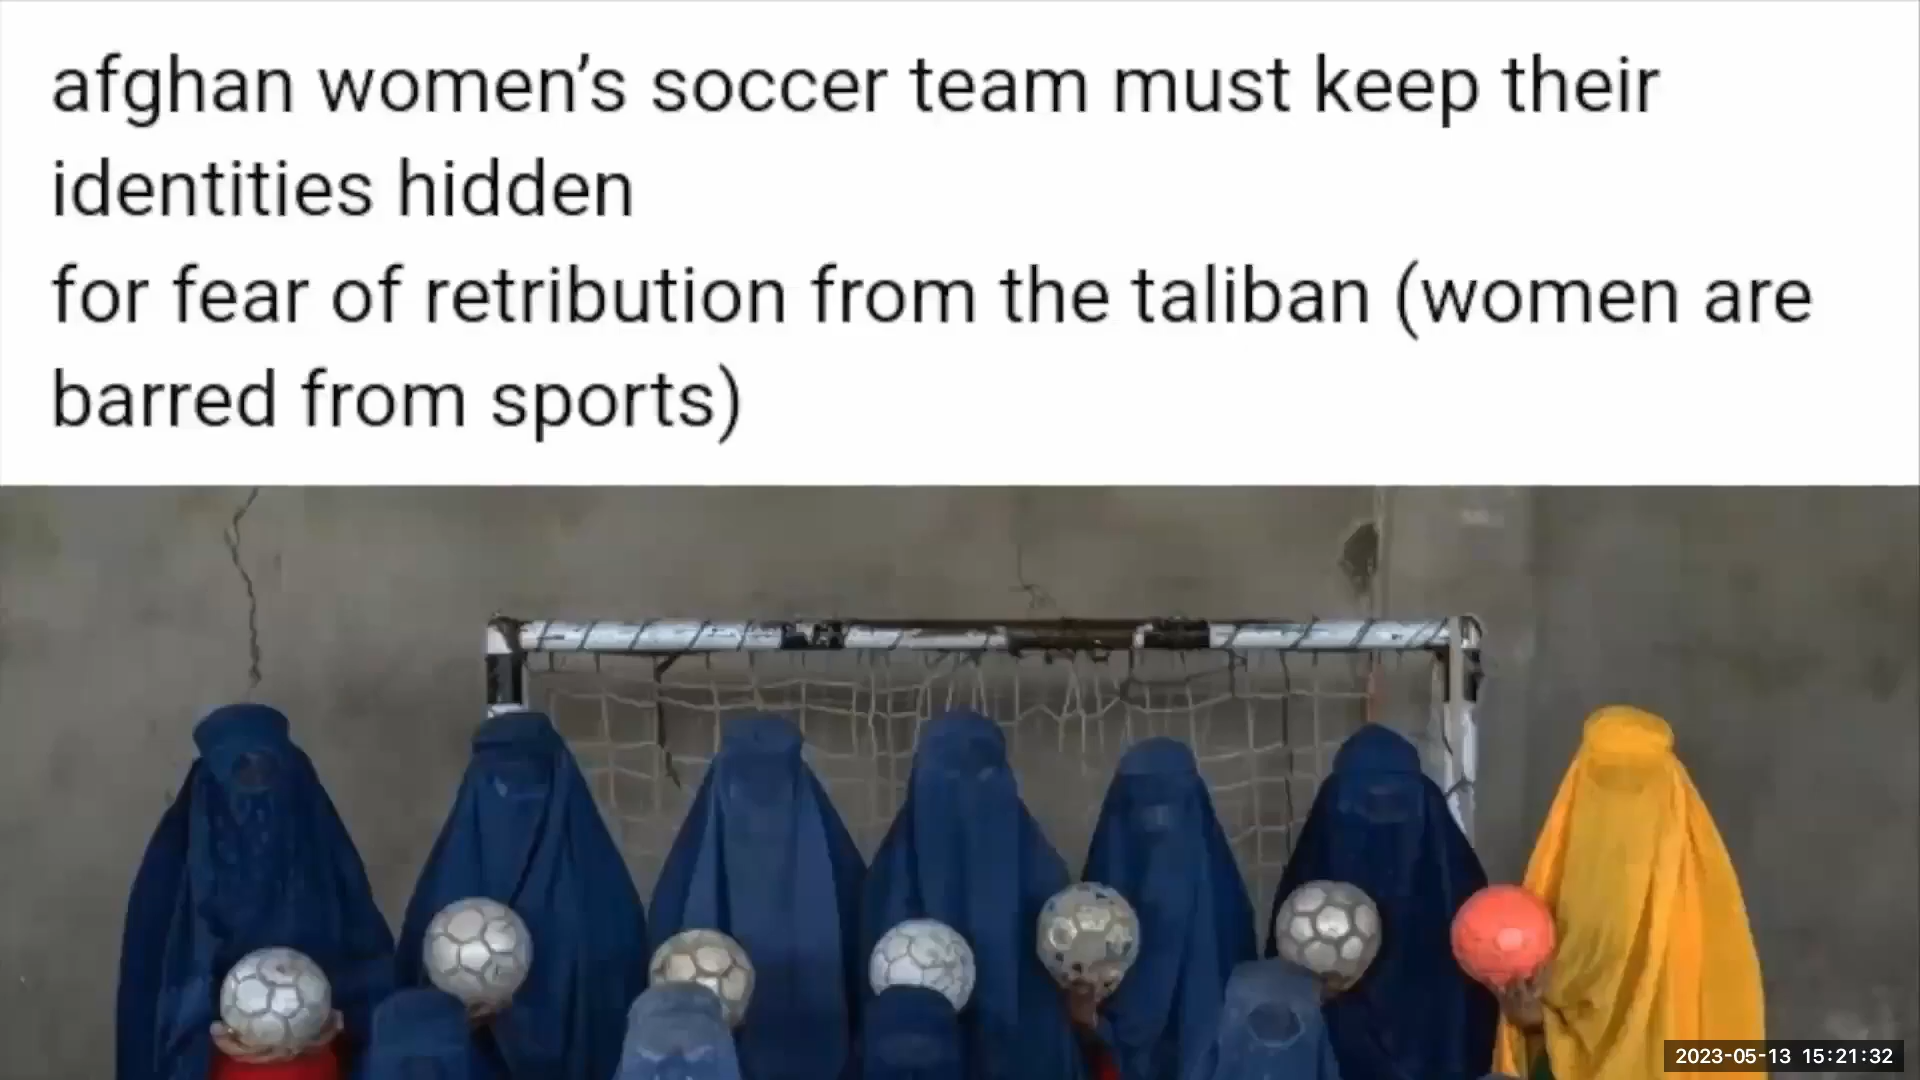 afghan women’s soccer team must keep their
identities hidden
for fear of retribution from the taliban (women are
barred from sports)
2023-05-13 15:21:32